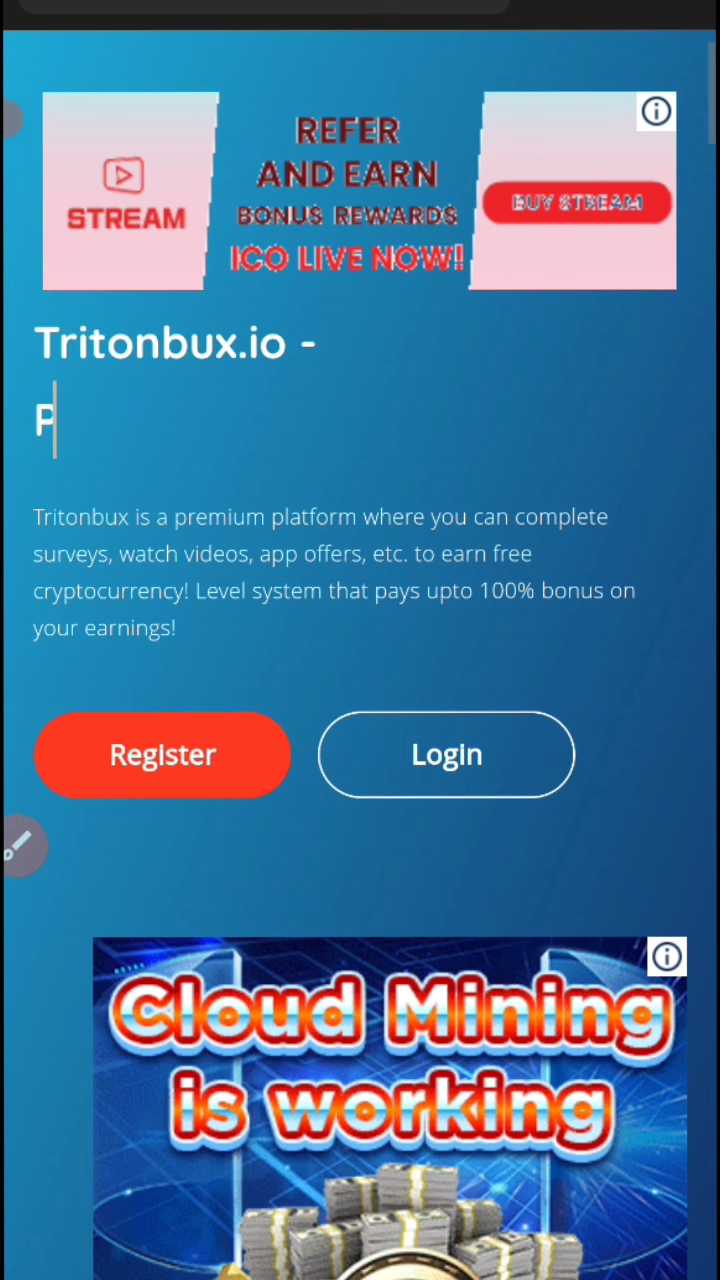 STREAM
REFER
AND EARN
BONUS REWARDS
ICO LIVE NOW!
BUY STREAM
Tritonbux.io -
P
Tritonbux is a premium platform where you can complete
surveys, watch videos, app offers, etc. to earn free
cryptocurrency! Level system that pays upto 100% bonus on
your earnings!
Register
Login
Cloud Mining
is working